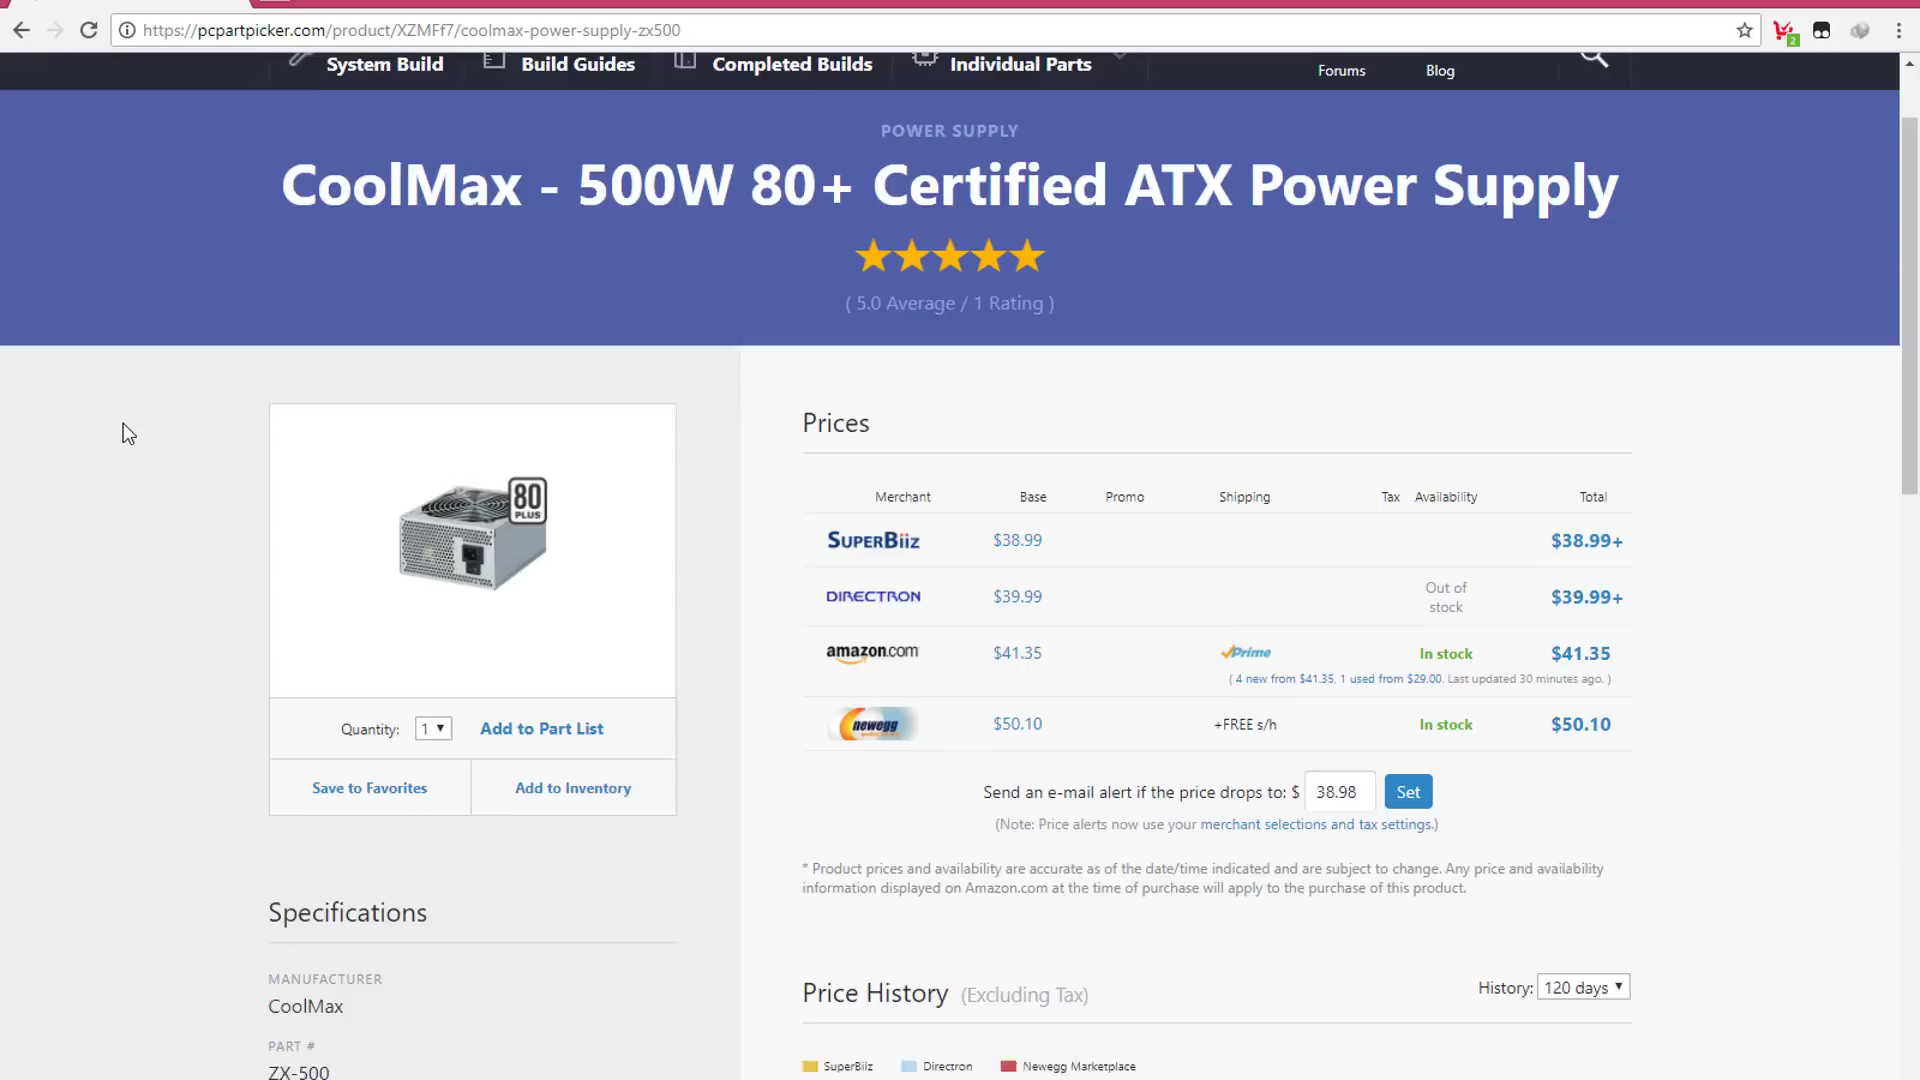 https://pcpartpicker.com/product/XZMFf7/coolmax-power-supply-zx500
2
System Build
Build Guides
Completed Builds
Individual Parts
Forums
Blog
POWER SUPPLY
CoolMax - 500W 80+ Certified ATX Power Supply
( 5.0 Average / 1 Rating )
80
PLUS
Quantity: 1 Add to Part List
Save to Favorites
Add to Inventory
Specifications
MANUFACTURER
CoolMax
PART #
ZX-500
Prices
Merchant Base Promo Shipping Tax Availability Total
SUPERBiiz $38.99 $38.99+
DIRECTRON $39.99 Out of stock $39.99+
amazon.com $41.35 Prime In stock $41.35
( 4 new from $41.35, 1 used from $29.00. Last updated 30 minutes ago. )
newegg $50.10 +FREE s/h In stock $50.10
Send an e-mail alert if the price drops to: $ 38.98 Set
(Note: Price alerts now use your merchant selections and tax settings.)
* Product prices and availability are accurate as of the date/time indicated and are subject to change. Any price and availability
information displayed on Amazon.com at the time of purchase will apply to the purchase of this product.
Price History (Excluding Tax)
History: 120 days
SuperBiiz Directron Newegg Marketplace